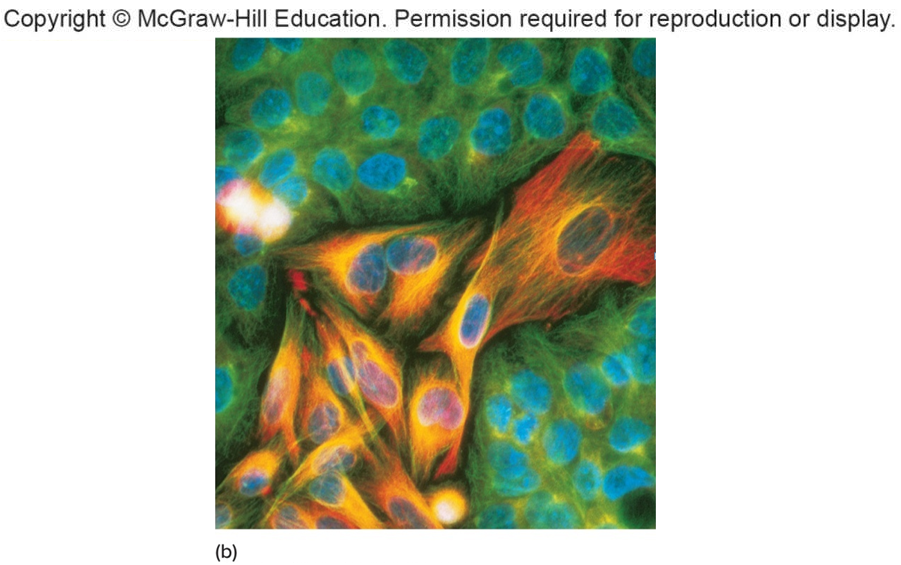 Copyright © McGraw-Hill Education. Permission required for reproduction or display.
(b)